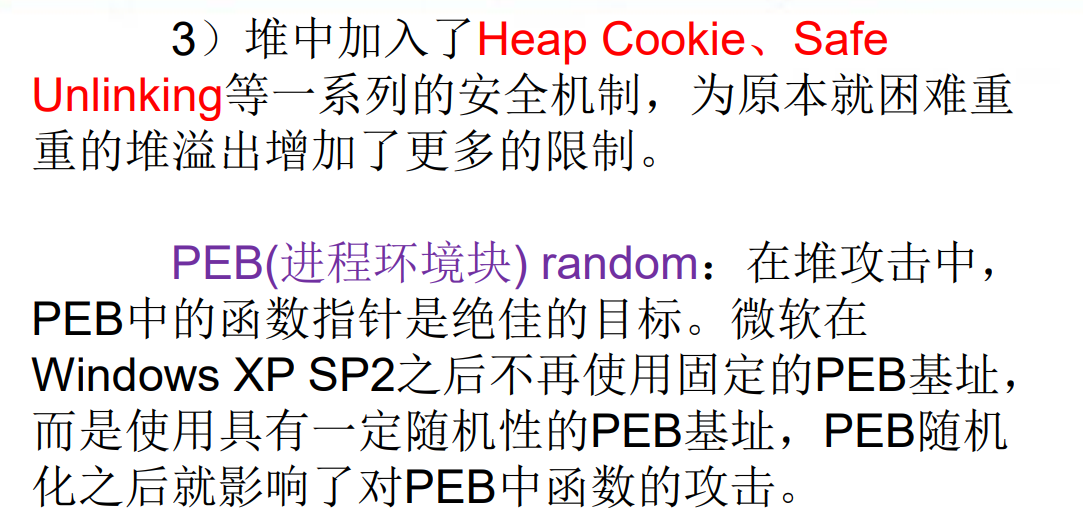 3）堆中加入了Heap Cookie、Safe
Unlinking等一系列的安全机制，为原本就困难重
重的堆溢出增加了更多的限制。
PEB(进程环境块) random：在堆攻击中，
PEB中的函数指针是绝佳的目标。微软在
Windows XP SP2之后不再使用固定的PEB基址，
而是使用具有一定随机性的PEB基址，PEB随机
化之后就影响了对PEB中函数的攻击。